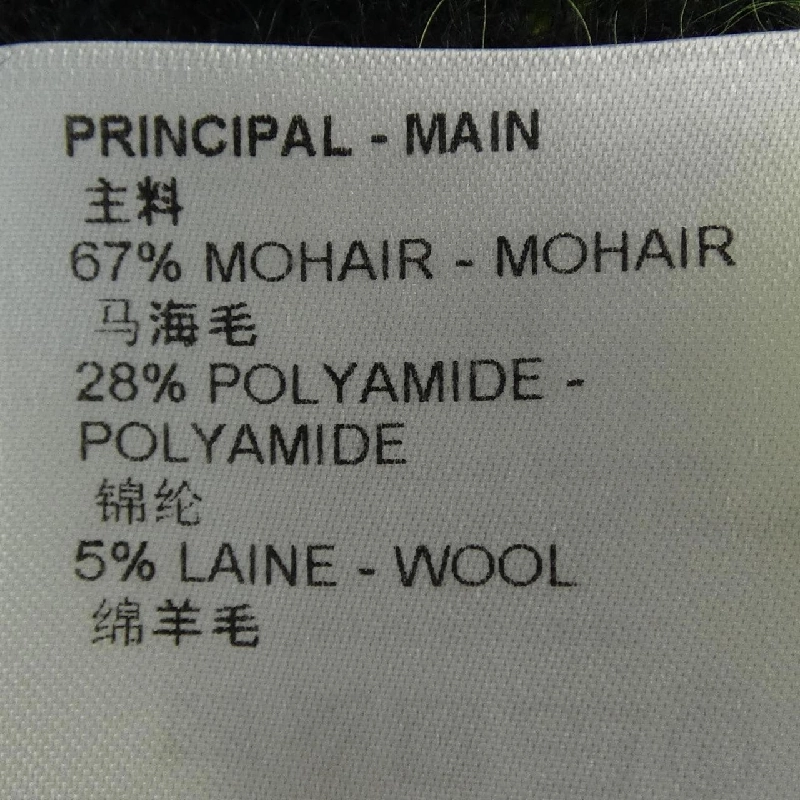 PRINCIPAL - MAIN
主料
67% MOHAIR - MOHAIR
马海毛
28% POLYAMIDE -
POLYAMIDE
锦纶
5% LAINE - WOOL
绵羊毛